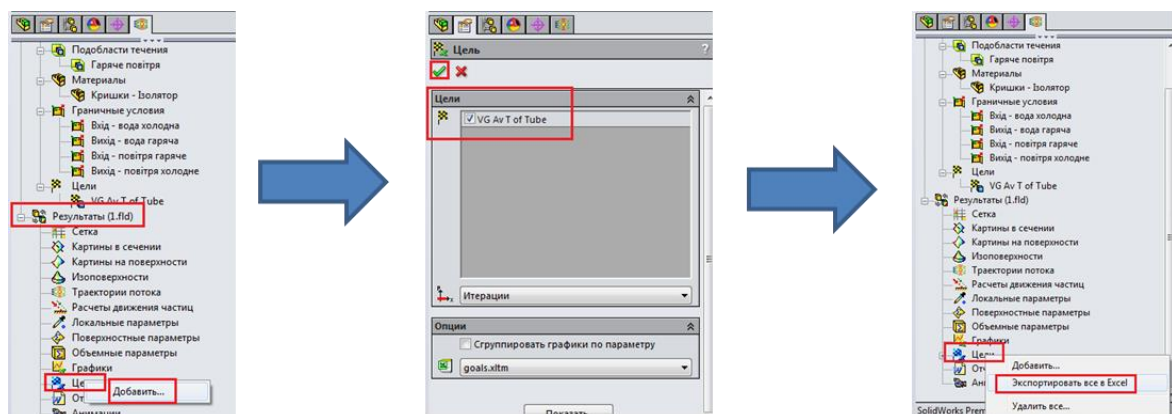 Подобласти течения
Гаряче повітря
Материалы
Кришки - Ізолятор
Граничные условия
Вхід - вода холодна
Вихід - вода гаряча
Вхід - повітря гаряче
Вихід - повітря холодне
Цели
VG Av T of Tube
Результаты (1.fld)
Сетка
Картины в сечении
Картины на поверхности
Изоповерхности
Траектории потока
Расчеты движения частиц
Локальные параметры
Поверхностные параметры
Объемные параметры
Графики
Добавить...
Анимации
Цель
?
Цели
VG Av T of Tube
Итерации
Опции
Сгруппировать графики по параметру
goals.xltm
Показать
Подобласти течения
Гаряче повітря
Материалы
Кришки - Ізолятор
Граничные условия
Вхід - вода холодна
Вихід - вода гаряча
Вхід - повітря гаряче
Вихід - повітря холодне
Цели
VG Av T of Tube
Результаты (1.fld)
Сетка
Картины в сечении
Картины на поверхности
Изоповерхности
Траектории потока
Расчеты движения частиц
Локальные параметры
Поверхностные параметры
Объемные параметры
Графики
Цели
Добавить...
Экспортировать все в Excel
Удалить все...
SolidWorks Prem